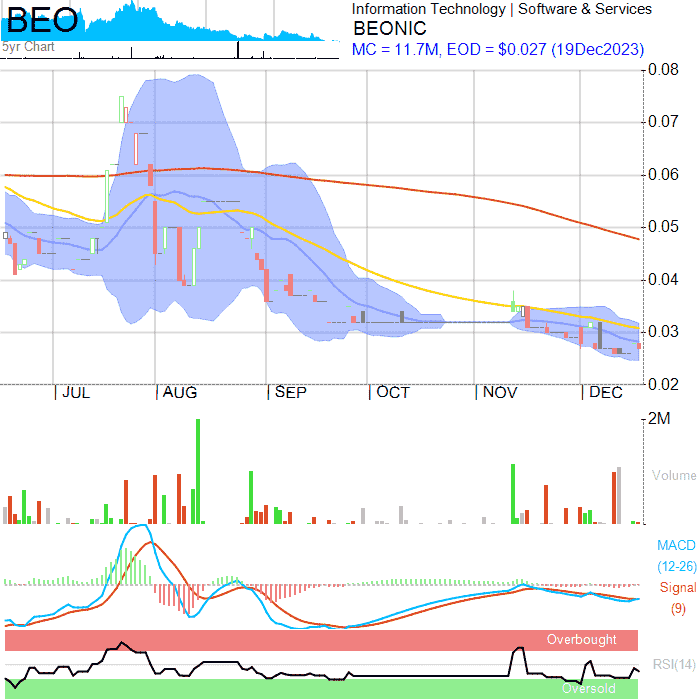 BEO
5yr Chart
Information Technology | Software & Services
BEONIC
MC = 11.7M, EOD = $0.027 (19Dec2023)
0.08
0.07
0.06
0.05
0.04
0.03
0.02
JUL AUG SEP OCT NOV DEC
2M
Volume
MACD
(12-26)
Signal
(9)
Overbought
RSI(14)
Oversold